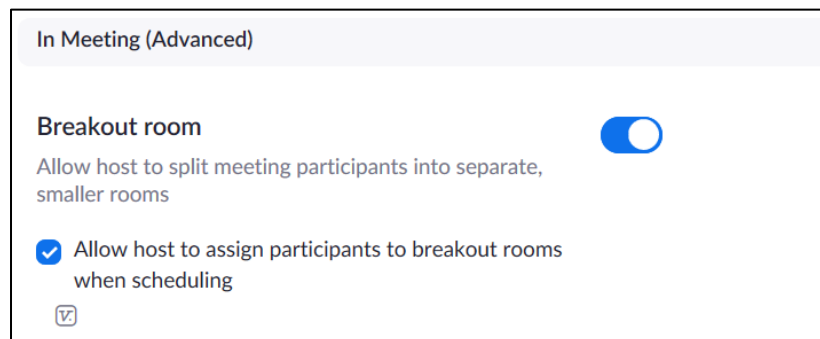 In Meeting (Advanced)
Breakout room
Allow host to split meeting participants into separate,
smaller rooms
Allow host to assign participants to breakout rooms
when scheduling
V.